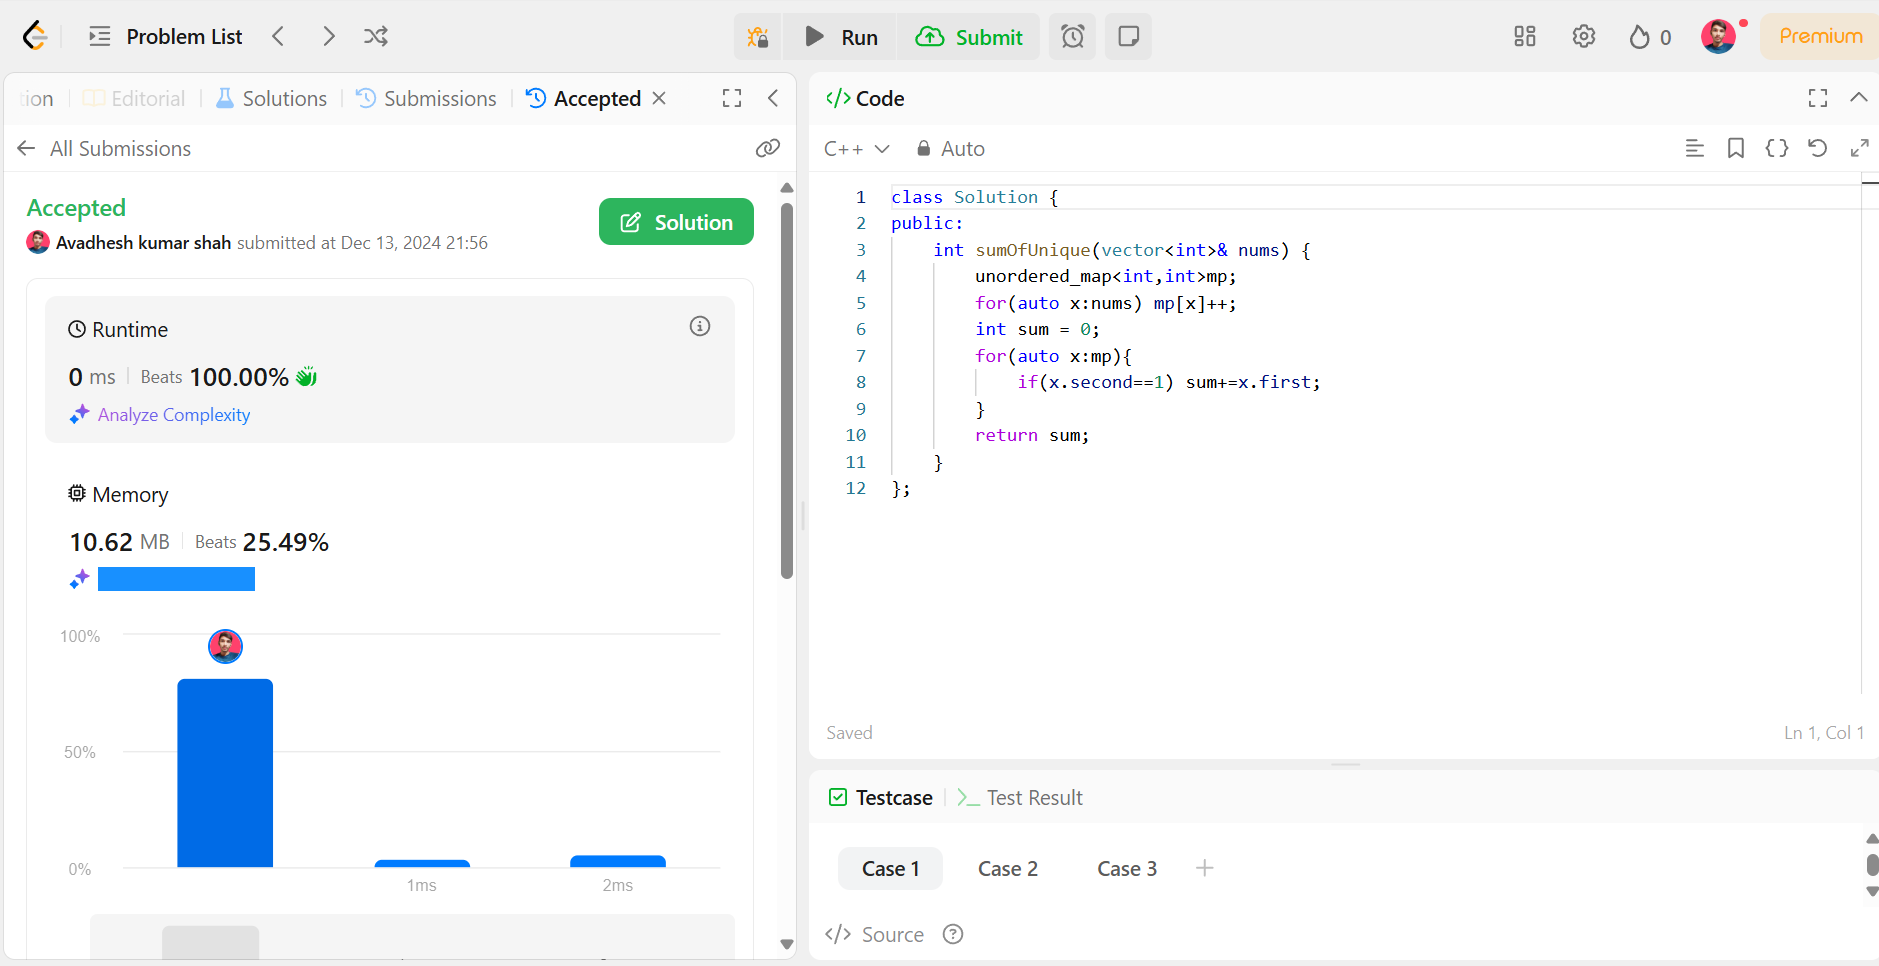 Problem List
Run
Submit
0
Premium
ion
Editorial
Solutions
Submissions
Accepted
All Submissions
Accepted
Avadhesh kumar shah submitted at Dec 13, 2024 21:56
Solution
Runtime
0 ms
Beats 100.00%
Analyze Complexity
Memory
10.62 MB
Beats 25.49%
100%
50%
0%
1ms
2ms
</> Code
C++
Auto
1 class Solution {
2 public:
3     int sumOfUnique(vector<int>& nums) {
4         unordered_map<int,int>mp;
5         for(auto x:nums) mp[x]++;
6         int sum = 0;
7         for(auto x:mp){
8             if(x.second==1) sum+=x.first;
9         }
10         return sum;
11     }
12 };
Saved
Ln 1, Col 1
Testcase
Test Result
Case 1
Case 2
Case 3
+
</> Source